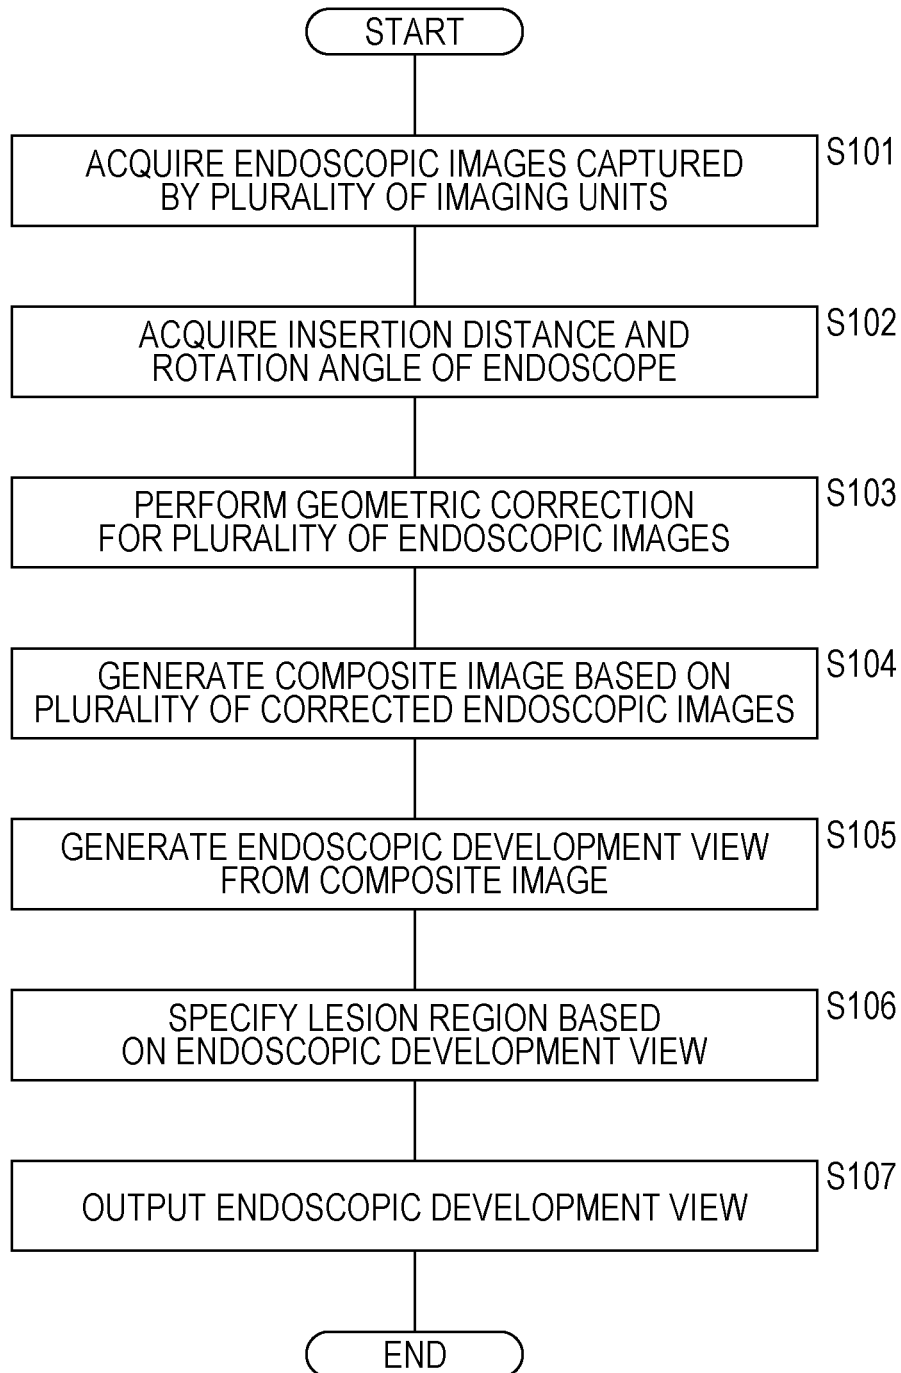 START
ACQUIRE ENDOSCOPIC IMAGES CAPTURED
BY PLURALITY OF IMAGING UNITS
S101
ACQUIRE INSERTION DISTANCE AND
ROTATION ANGLE OF ENDOSCOPE
S102
PERFORM GEOMETRIC CORRECTION
FOR PLURALITY OF ENDOSCOPIC IMAGES
S103
GENERATE COMPOSITE IMAGE BASED ON
PLURALITY OF CORRECTED ENDOSCOPIC IMAGES
S104
GENERATE ENDOSCOPIC DEVELOPMENT VIEW
FROM COMPOSITE IMAGE
S105
SPECIFY LESION REGION BASED
ON ENDOSCOPIC DEVELOPMENT VIEW
S106
OUTPUT ENDOSCOPIC DEVELOPMENT VIEW
S107
END